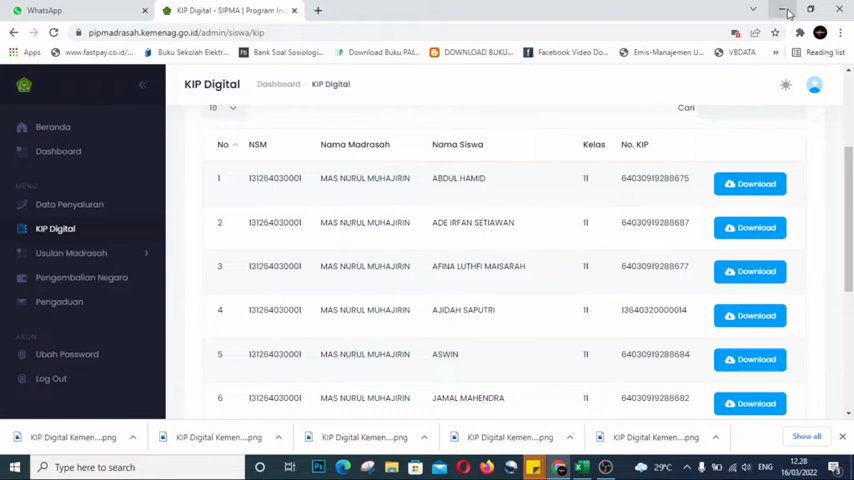 WhatsApp
KIP Digital - SIPMA | Program In
pipmadrasah.kemenag.go.id/admin/siswa/kip
Apps www.fastpay.co.id/... Buku Sekolah Elektr... Bank Soal Sosiologi... Download Buku PAI... DOWNLOAD BUKU... Facebook Video Do... Emis-Manajemen U... VBDATA Reading list
KIP Digital Dashboard KIP Digital
10 Cari
Beranda
Dashboard
MENU
Data Penyaluran
KIP Digital
Usulan Madrasah
Pengembalian Negara
Pengaduan
AKUN
Ubah Password
Log Out
No NSM Nama Madrasah Nama Siswa Kelas No. KIP
1 131264030001 MAS NURUL MUHAJIRIN ABDUL HAMID 11 64030919288675 Download
2 131264030001 MAS NURUL MUHAJIRIN ADE IRFAN SETIAWAN 11 64030919288687 Download
3 131264030001 MAS NURUL MUHAJIRIN AFINA LUTHFI MAISARAH 11 64030919288677 Download
4 131264030001 MAS NURUL MUHAJIRIN AJIDAH SAPUTRI 11 13640320000014 Download
5 131264030001 MAS NURUL MUHAJIRIN ASWIN 11 64030919288684 Download
6 131264030001 MAS NURUL MUHAJIRIN JAMAL MAHENDRA 11 64030919288682 Download
KIP Digital Kemen....png KIP Digital Kemen....png KIP Digital Kemen....png KIP Digital Kemen....png KIP Digital Kemen....png Show all
Type here to search
29°C ENG
12.28
16/03/2022
3